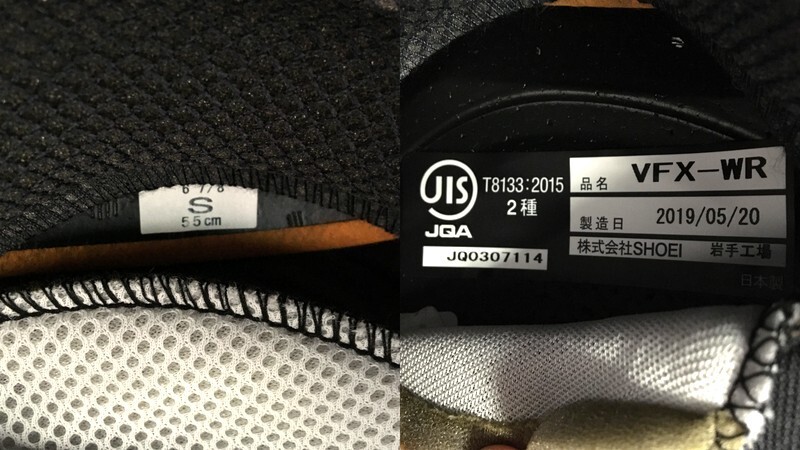 6 7/8
S
55cm
JIS
JQA
T8133:2015
2種
JQ0307114
品名 VFX-WR
製造日 2019/05/20
株式会社SHOEI 岩手工場
日本製